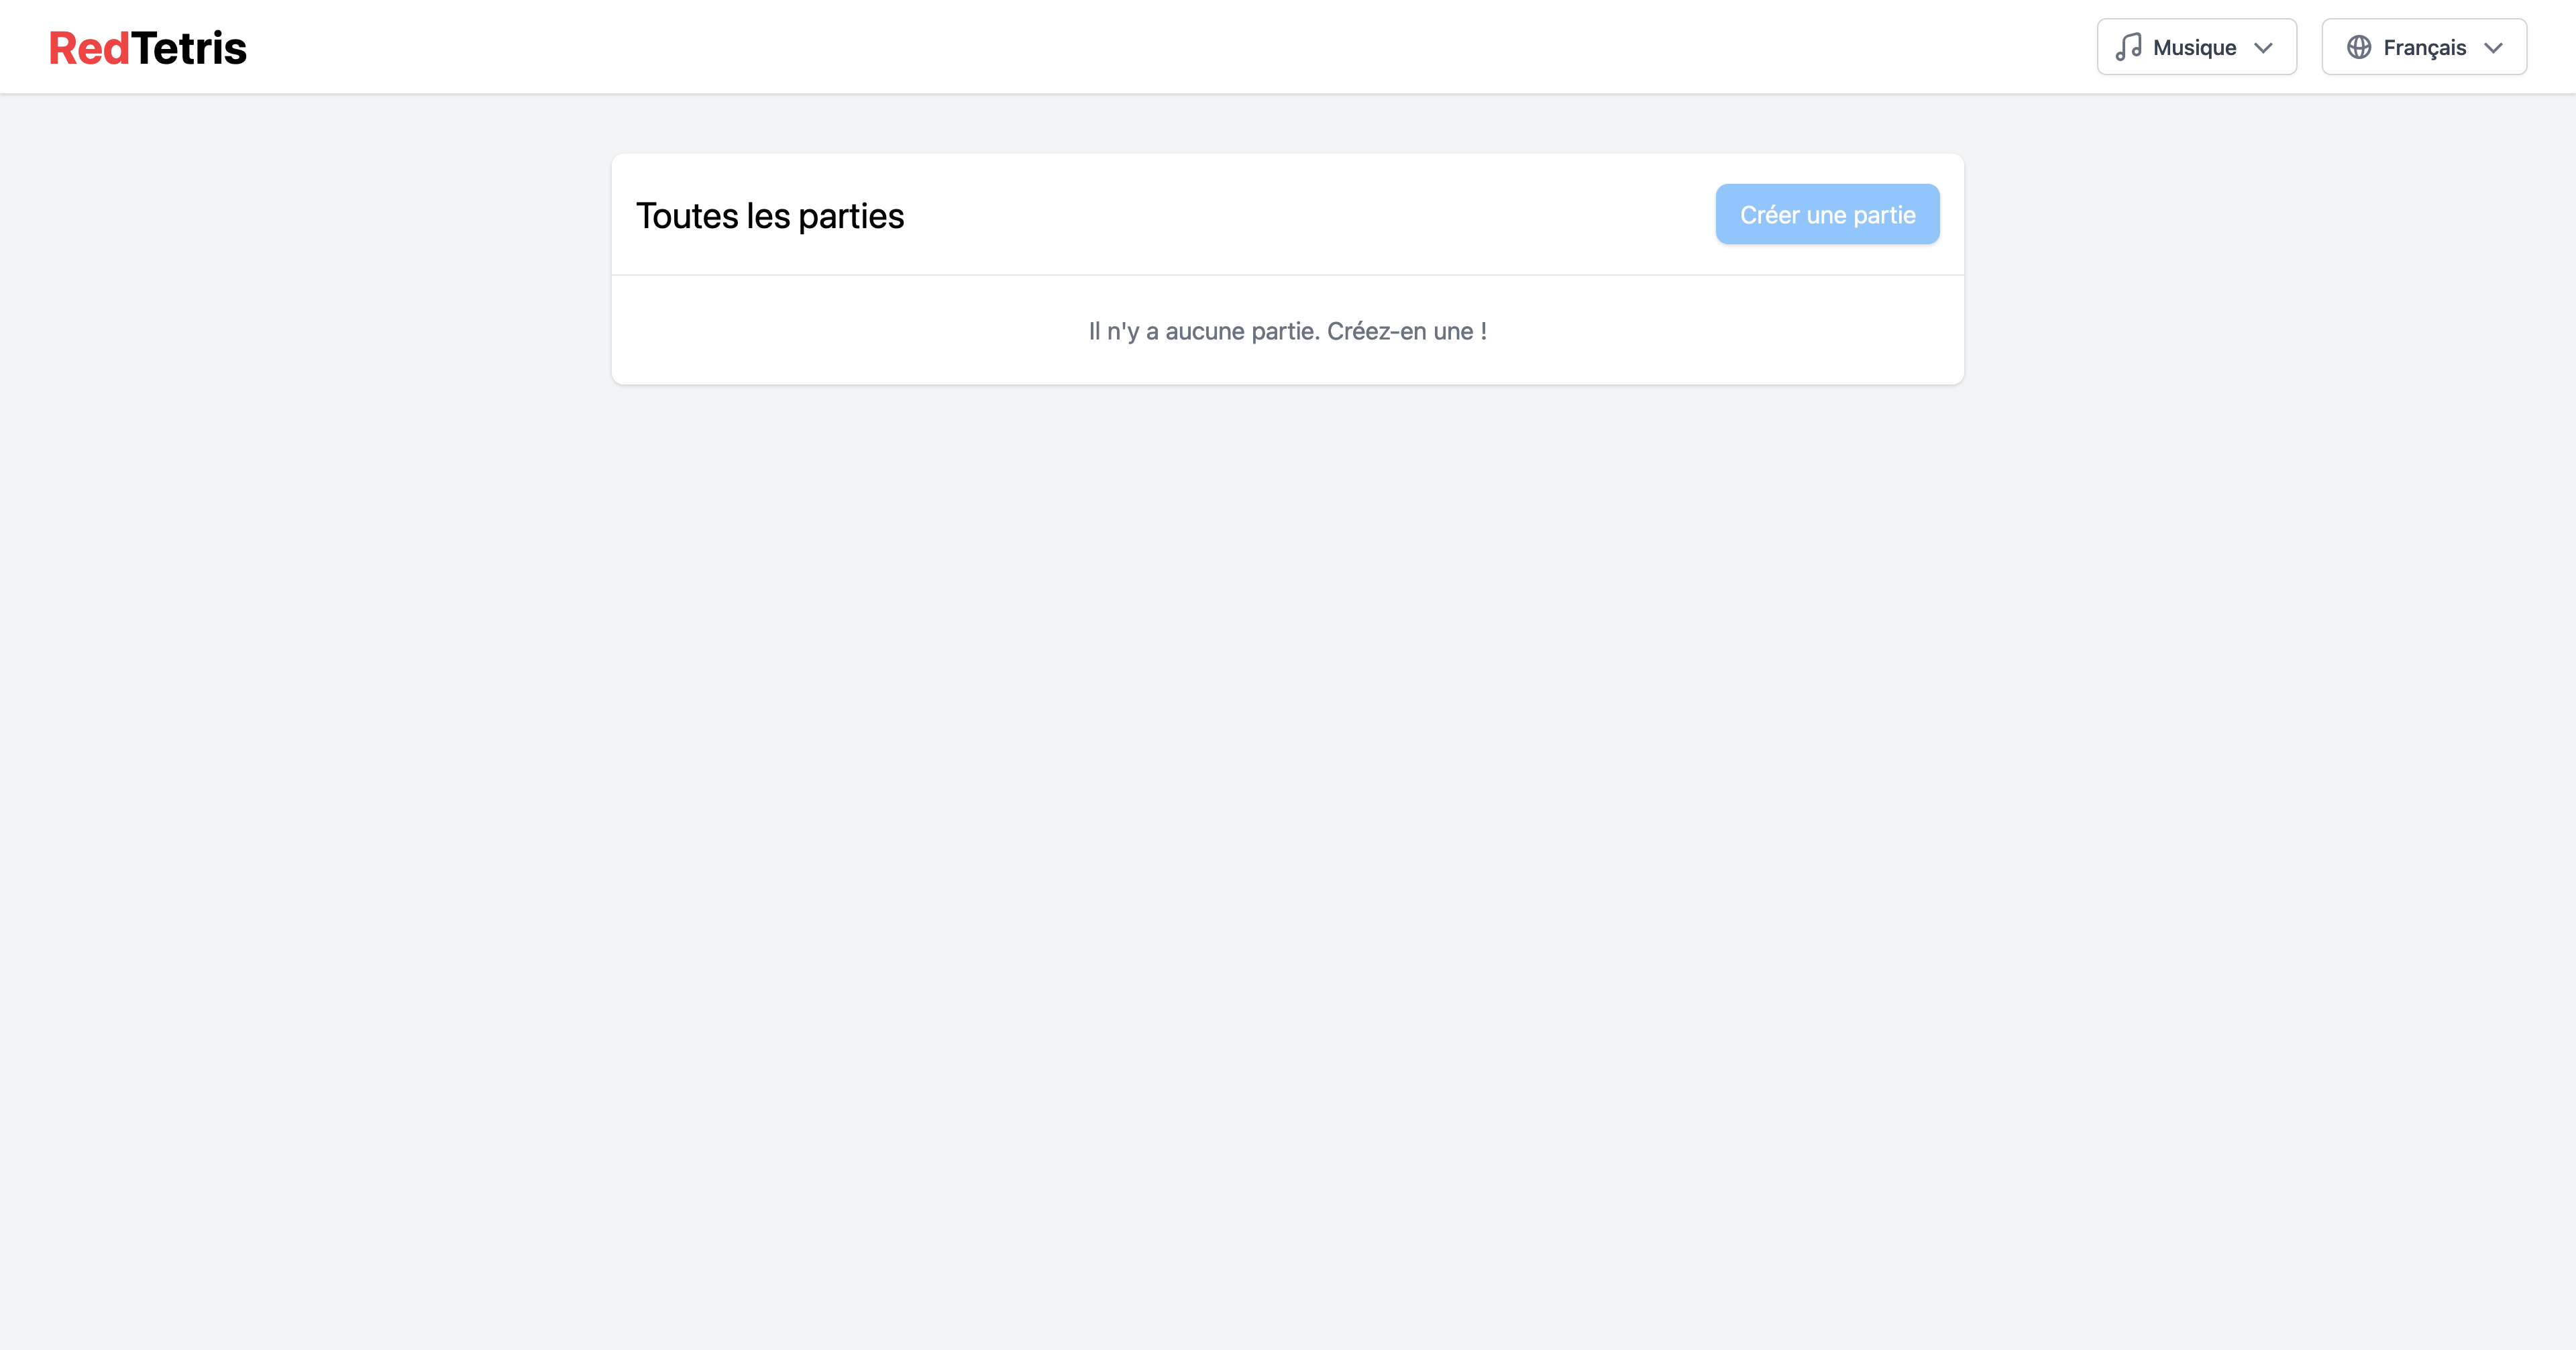 RedTetris
Musique
Français
Toutes les parties
Créer une partie
Il n'y a aucune partie. Créez-en une !